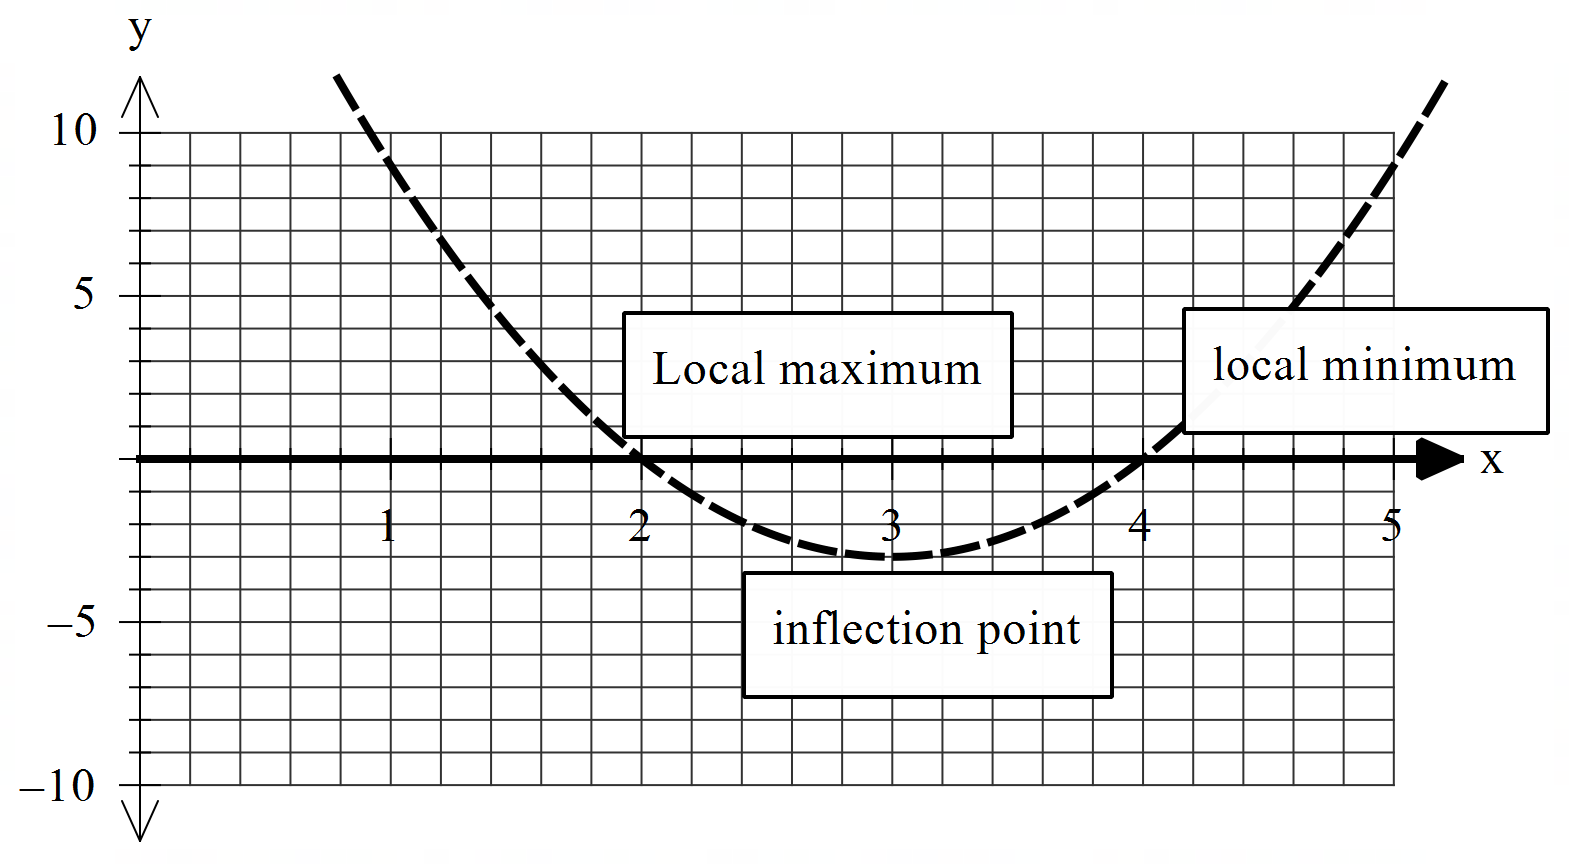 y
10
5
Local maximum
local minimum
x
1 2 3 4 5
inflection point
–5
–10